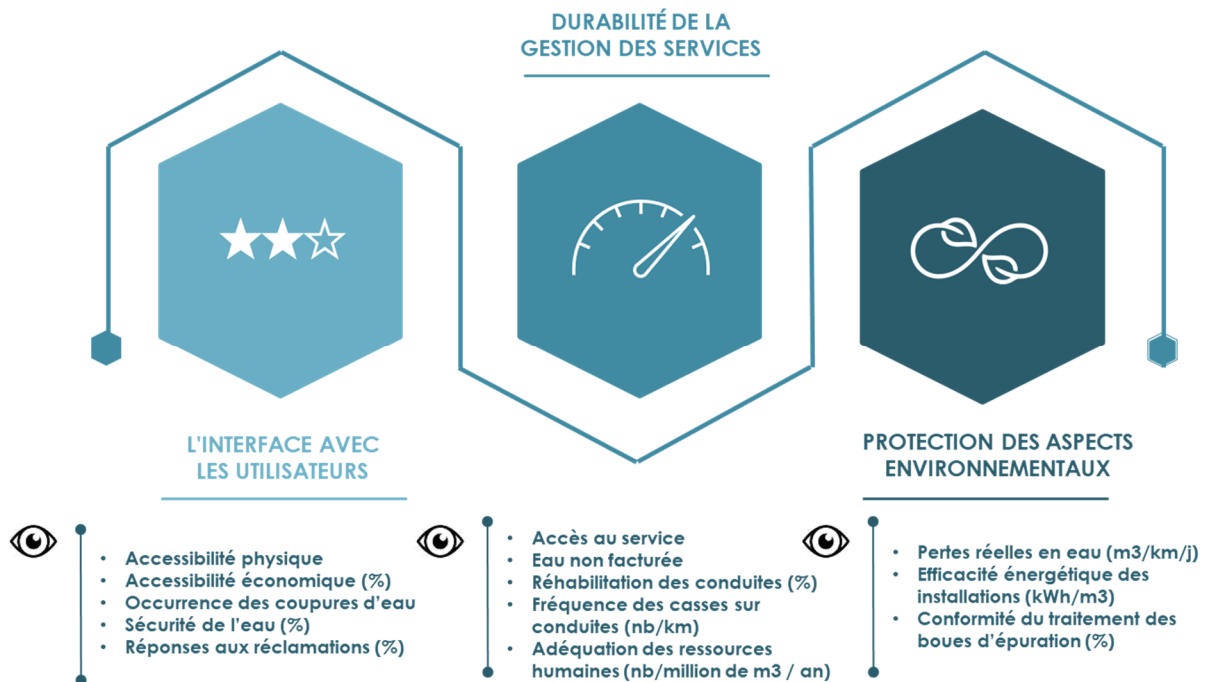 DURABILITÉ DE LA
GESTION DES SERVICES
L'INTERFACE AVEC
LES UTILISATEURS
PROTECTION DES ASPECTS
ENVIRONNEMENTAUX
• Accessibilité physique
• Accessibilité économique (%)
• Occurrence des coupures d'eau
• Sécurité de l'eau (%)
• Réponses aux réclamations (%)
• Accès au service
• Eau non facturée
• Réhabilitation des conduites (%)
• Fréquence des casses sur
conduites (nb/km)
• Adéquation des ressources
humaines (nb/million de m3 / an)
• Pertes réelles en eau (m3/km/j)
• Efficacité énergétique des
installations (kWh/m3)
• Conformité du traitement des
boues d'épuration (%)